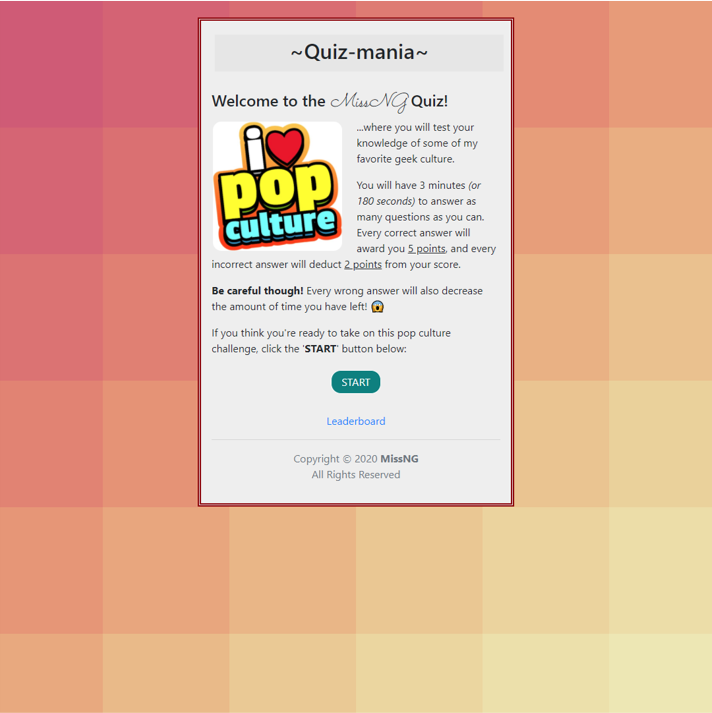 ~Quiz-mania~
Welcome to the MissNG Quiz!
i
pop
culture
...where you will test your
knowledge of some of my
favorite geek culture.
You will have 3 minutes (or
180 seconds) to answer as
many questions as you can.
Every correct answer will
award you 5 points, and every
incorrect answer will deduct 2 points from your score.
Be careful though! Every wrong answer will also decrease
the amount of time you have left! 😱
If you think you're ready to take on this pop culture
challenge, click the 'START' button below:
START
Leaderboard
Copyright © 2020 MissNG
All Rights Reserved